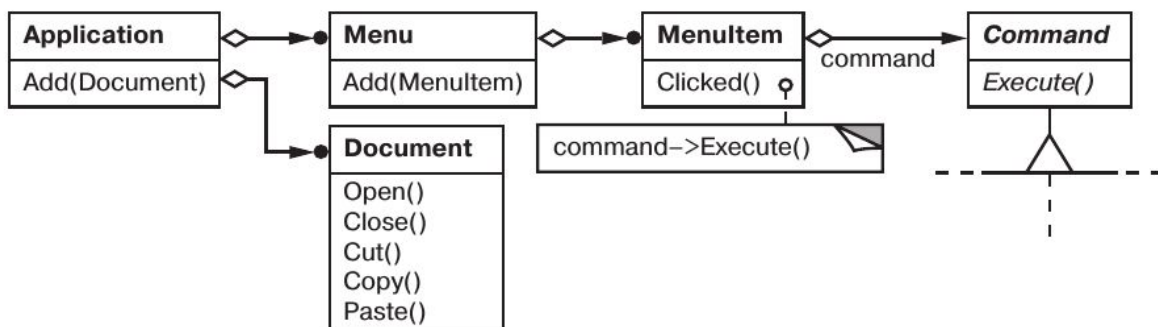 Application
Add(Document)
Menu
Add(MenuItem)
MenuItem
Clicked()
command
Command
Execute()
command–>Execute()
Document
Open()
Close()
Cut()
Copy()
Paste()